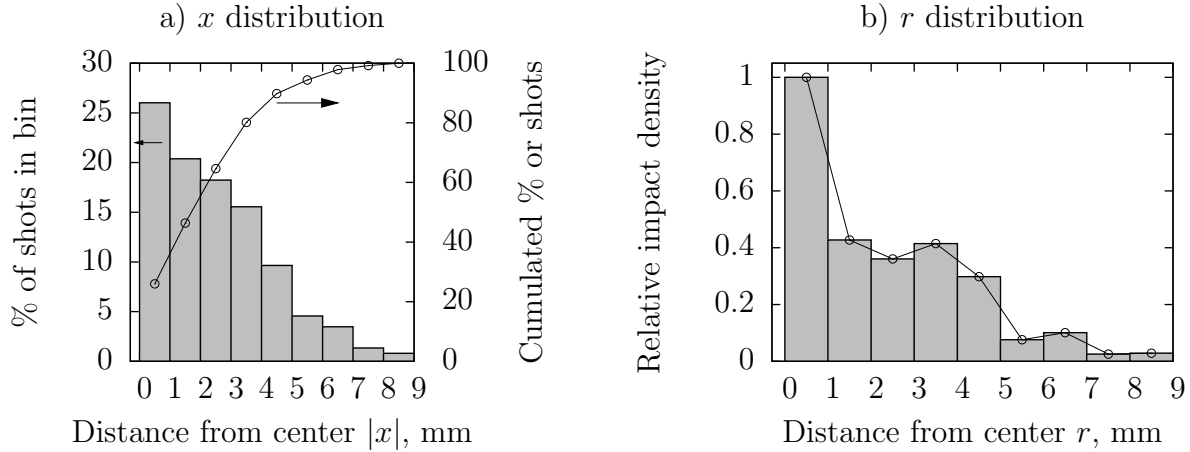 a) x distribution
30
25
20
15
10
5
0
% of shots in bin
100
80
60
40
20
0
Cumulated % or shots
0 1 2 3 4 5 6 7 8 9
Distance from center |x|, mm
b) r distribution
1
0.8
0.6
0.4
0.2
0
Relative impact density
0 1 2 3 4 5 6 7 8 9
Distance from center r, mm